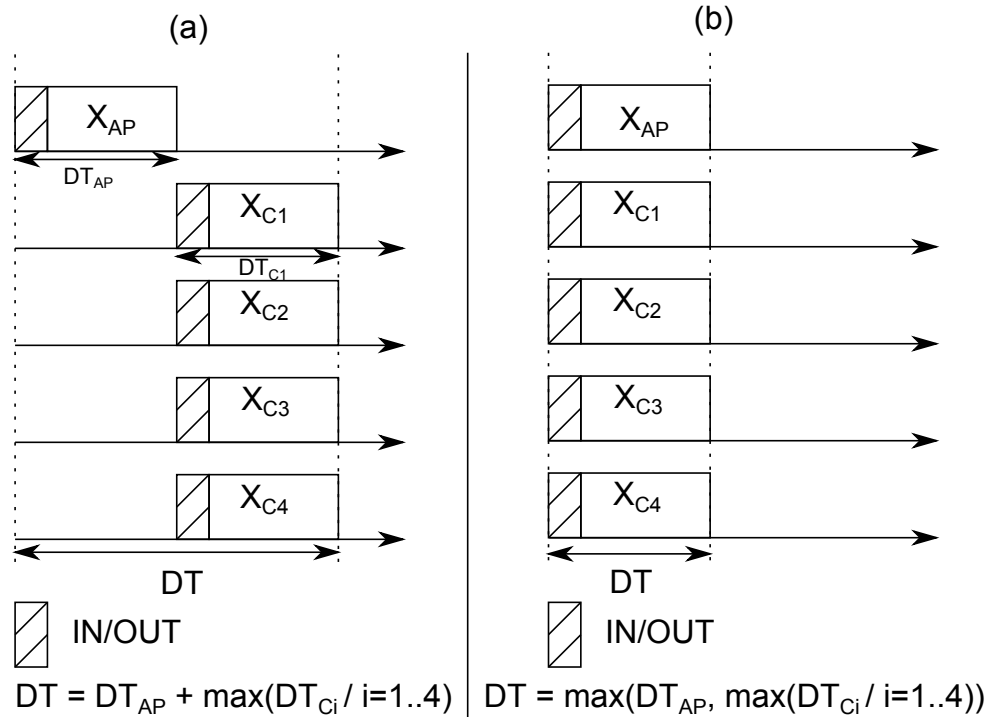 (a)
X_AP
DT_AP
X_C1
DT_C1
X_C2
X_C3
X_C4
DT
IN/OUT
DT = DT_AP + max(DT_Ci / i=1..4)
(b)
X_AP
X_C1
X_C2
X_C3
X_C4
DT
IN/OUT
DT = max(DT_AP, max(DT_Ci / i=1..4))